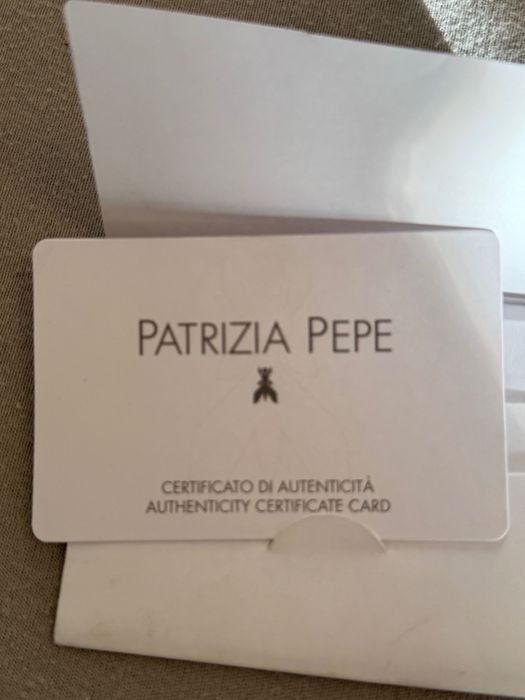 PATRIZIA PEPE
CERTIFICATO DI AUTENTICITÀ
AUTHENTICITY CERTIFICATE CARD